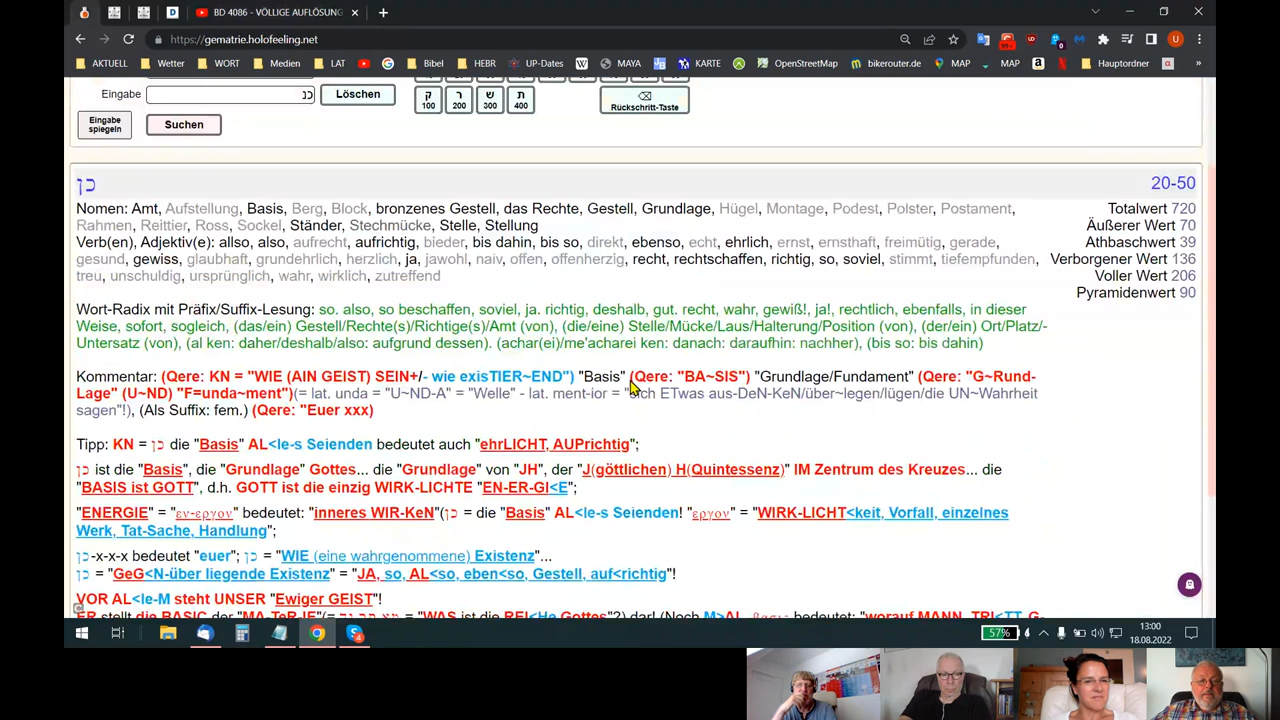 BD 4086 - VÖLLIGE AUFLÖSUNG
https://gematrie.holofeeling.net
AKTUELL Wetter WORT Medien LAT Bibel HEBR UP-Dates MAYA KARTE OpenStreetMap bikerouter.de MAP MAP Hauptordner »
Eingabe כנ Löschen ק 100 ר 200 ש 300 ת 400 Rückschritt-Taste
Eingabe spiegeln Suchen
כן 20-50
Nomen: Amt, Aufstellung, Basis, Berg, Block, bronzenes Gestell, das Rechte, Gestell, Grundlage, Hügel, Montage, Podest, Polster, Postament, Totalwert 720
Rahmen, Reittier, Ross, Sockel, Ständer, Stechmücke, Stelle, Stellung Äußerer Wert 70
Verb(en), Adjektiv(e): allso, also, aufrecht, aufrichtig, bieder, bis dahin, bis so, direkt, ebenso, echt, ehrlich, ernst, ernsthaft, freimütig, gerade, Athbaschwert 39
gesund, gewiss, glaubhaft, grundehrlich, herzlich, ja, jawohl, naiv, offen, offenherzig, recht, rechtschaffen, richtig, so, soviel, stimmt, tiefempfunden, Verborgener Wert 136
treu, unschuldig, ursprünglich, wahr, wirklich, zutreffend Voller Wert 206
Pyramidenwert 90
Wort-Radix mit Präfix/Suffix-Lesung: so. also, so beschaffen, soviel, ja. richtig, deshalb, gut. recht, wahr, gewiß!, ja!, rechtlich, ebenfalls, in dieser
Weise, sofort, sogleich, (das/ein) Gestell/Rechte(s)/Richtige(s)/Amt (von), (die/eine) Stelle/Mücke/Laus/Halterung/Position (von), (der/ein) Ort/Platz/-
Untersatz (von), (al ken: daher/deshalb/also: aufgrund dessen). (achar(ei)/me'acharei ken: danach: daraufhin: nachher), (bis so: bis dahin)
Kommentar: (Qere: KN = "WIE (AIN GEIST) SEIN+/- wie exisTIER~END") "Basis" (Qere: "BA~SIS") "Grundlage/Fundament" (Qere: "G~Rund-
Lage" (U~ND) "F=unda~ment")(= lat. unda = "U~ND-A" = "Welle" - lat. ment-ior = "sich ETwas aus-DeN-KeN/über~legen/lügen/die UN~Wahrheit
sagen"!), (Als Suffix: fem.) (Qere: "Euer xxx)
Tipp: KN = כן die "Basis" AL<le-s Seienden bedeutet auch "ehrLICHT, AUPrichtig";
כן ist die "Basis", die "Grundlage" Gottes... die "Grundlage" von "JH", der "J(göttlichen) H(Quintessenz)" IM Zentrum des Kreuzes... die
"BASIS ist GOTT", d.h. GOTT ist die einzig WIRK-LICHTE "EN-ER-GI<E";
"ENERGIE" = "εν-εργον" bedeutet: "inneres WIR-KeN"(כן = die "Basis" AL<le-s Seienden! "εργον" = "WIRK-LICHT<keit, Vorfall, einzelnes
Werk, Tat-Sache, Handlung";
כן-x-x-x bedeutet "euer"; כן = "WIE (eine wahrgenommene) Existenz"...
כן = "GeG<N-über liegende Existenz" = "JA, so, AL<so, eben<so, Gestell, auf<richtig"!
VOR AL<le-M steht UNSER "Ewiger GEIST"!
57% 13:00
18.08.2022